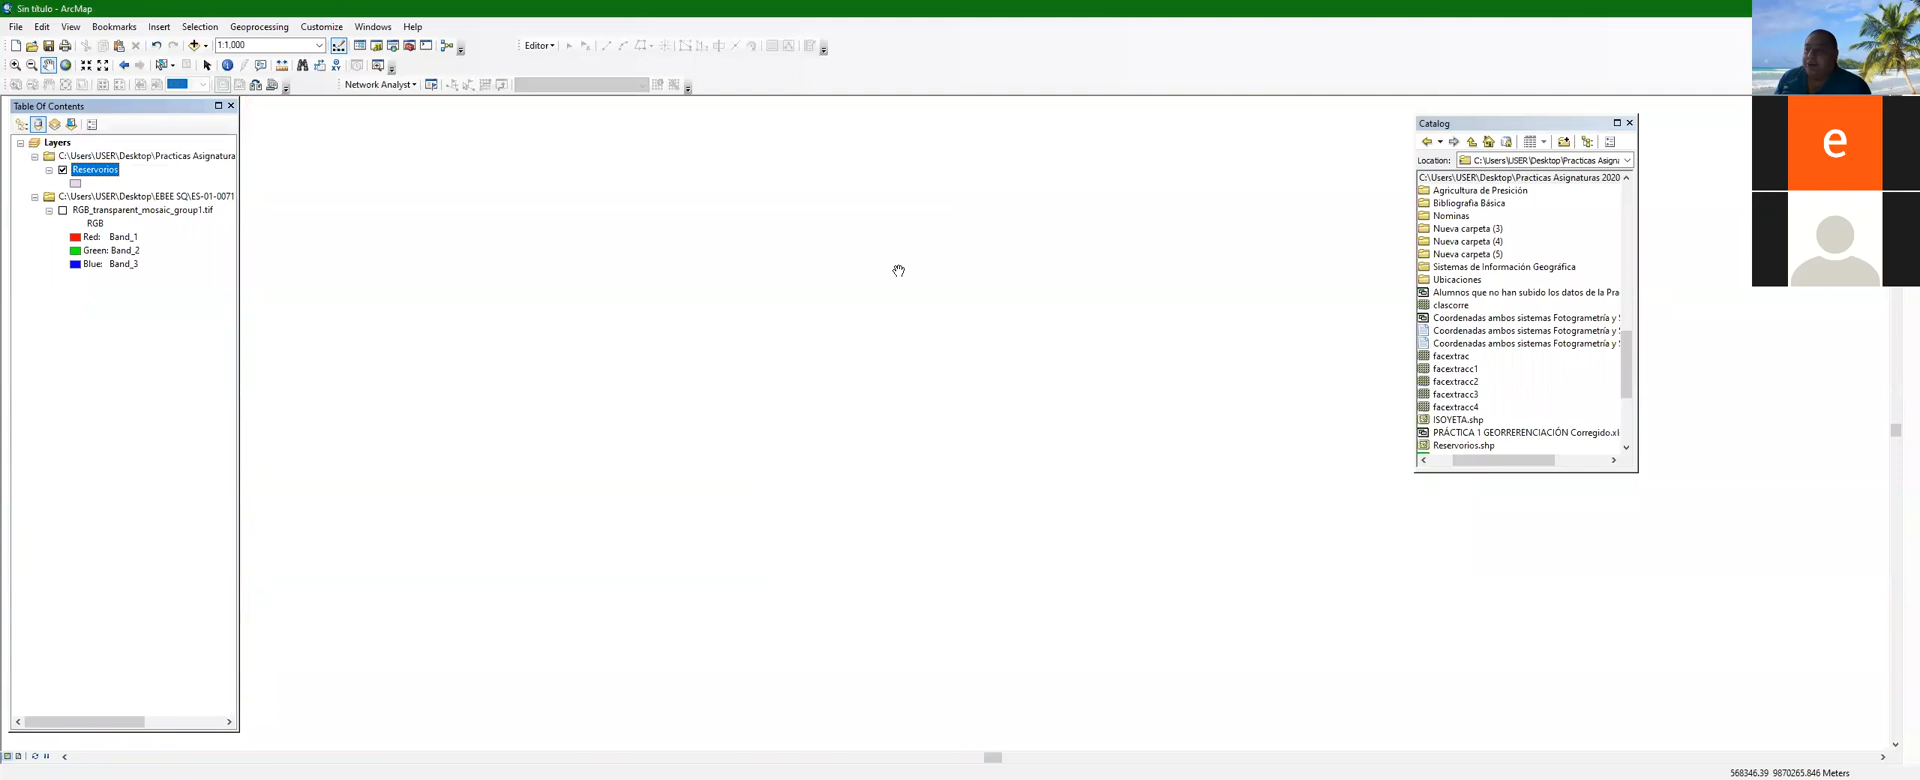 Sin título - ArcMap
File Edit View Bookmarks Insert Selection Geoprocessing Customize Windows Help
1:1,000
Editor
Network Analyst
Table Of Contents
Layers
C:\Users\USER\Desktop\Practicas Asignatura
Reservorios
C:\Users\USER\Desktop\EBEE SQ\ES-01-0071
RGB_transparent_mosaic_group1.tif
RGB
Red: Band_1
Green: Band_2
Blue: Band_3
Catalog
Location: C:\Users\USER\Desktop\Practicas Asigna
C:\Users\USER\Desktop\Practicas Asignaturas 2020
Agricultura de Presición
Bibliografia Básica
Nominas
Nueva carpeta (3)
Nueva carpeta (4)
Nueva carpeta (5)
Sistemas de Información Geográfica
Ubicaciones
Alumnos que no han subido los datos de la Pra
clascorre
Coordenadas ambos sistemas Fotogrametría y S
Coordenadas ambos sistemas Fotogrametría y S
Coordenadas ambos sistemas Fotogrametría y S
facextrac
facextracc1
facextracc2
facextracc3
facextracc4
ISOYETA.shp
PRÁCTICA 1 GEORRERENCIACIÓN Corregido.xl
Reservorios.shp
e
568346.39 9870265.846 Meters